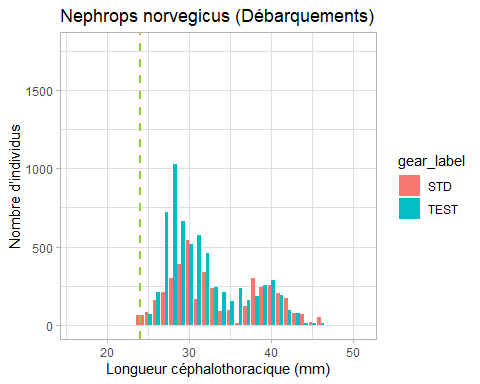 Nephrops norvegicus (Débarquements)
Nombre d'individus
1500
1000
500
0
20
30
40
50
Longueur céphalothoracique (mm)
gear_label
STD
TEST